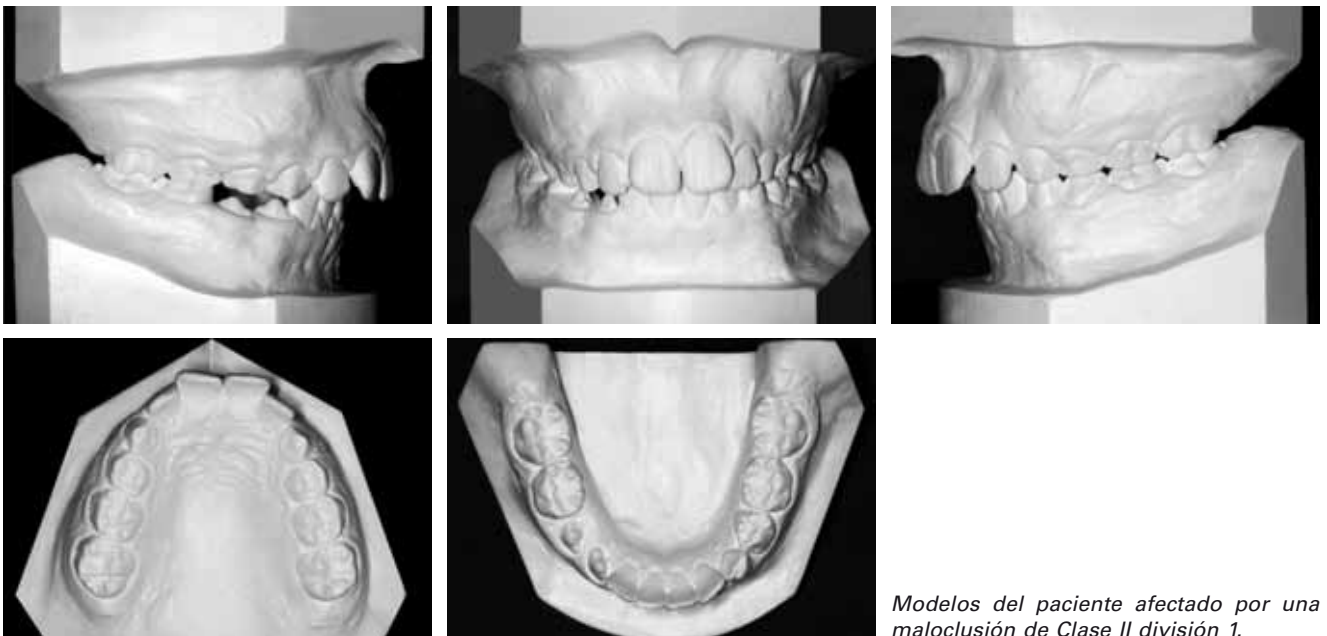 Modelos del paciente afectado por una
maloclusión de Clase II división 1.